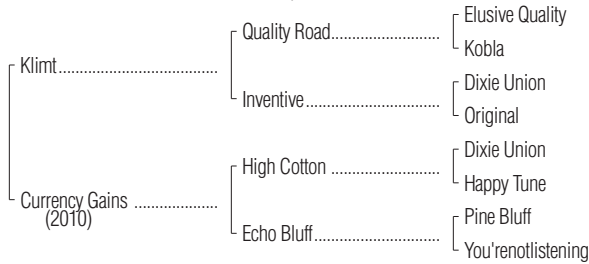 Elusive Quality
Quality Road
Kobla
Klimt
Dixie Union
Inventive
Original
Dixie Union
High Cotton
Happy Tune
Currency Gains
(2010)
Pine Bluff
Echo Bluff
You'renotlistening